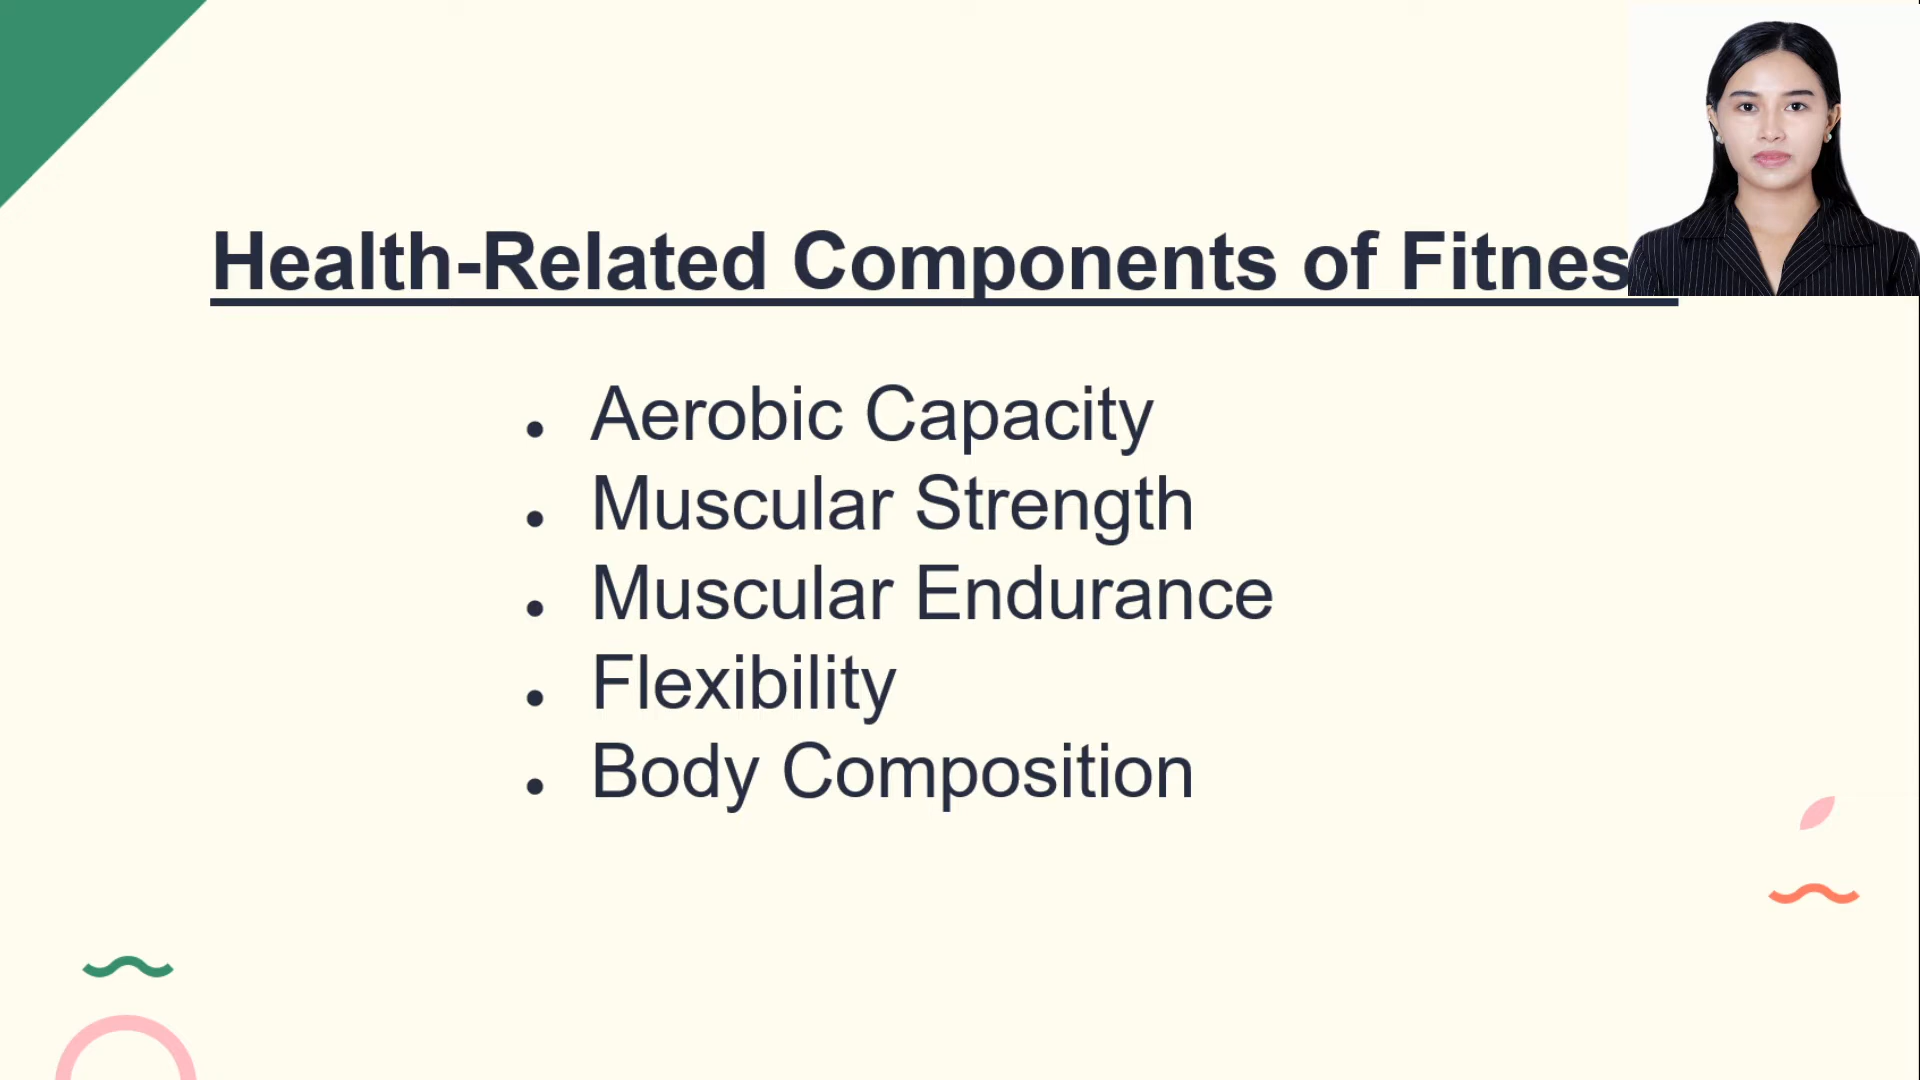 Health-Related Components of Fitnes
• Aerobic Capacity
• Muscular Strength
• Muscular Endurance
• Flexibility
• Body Composition